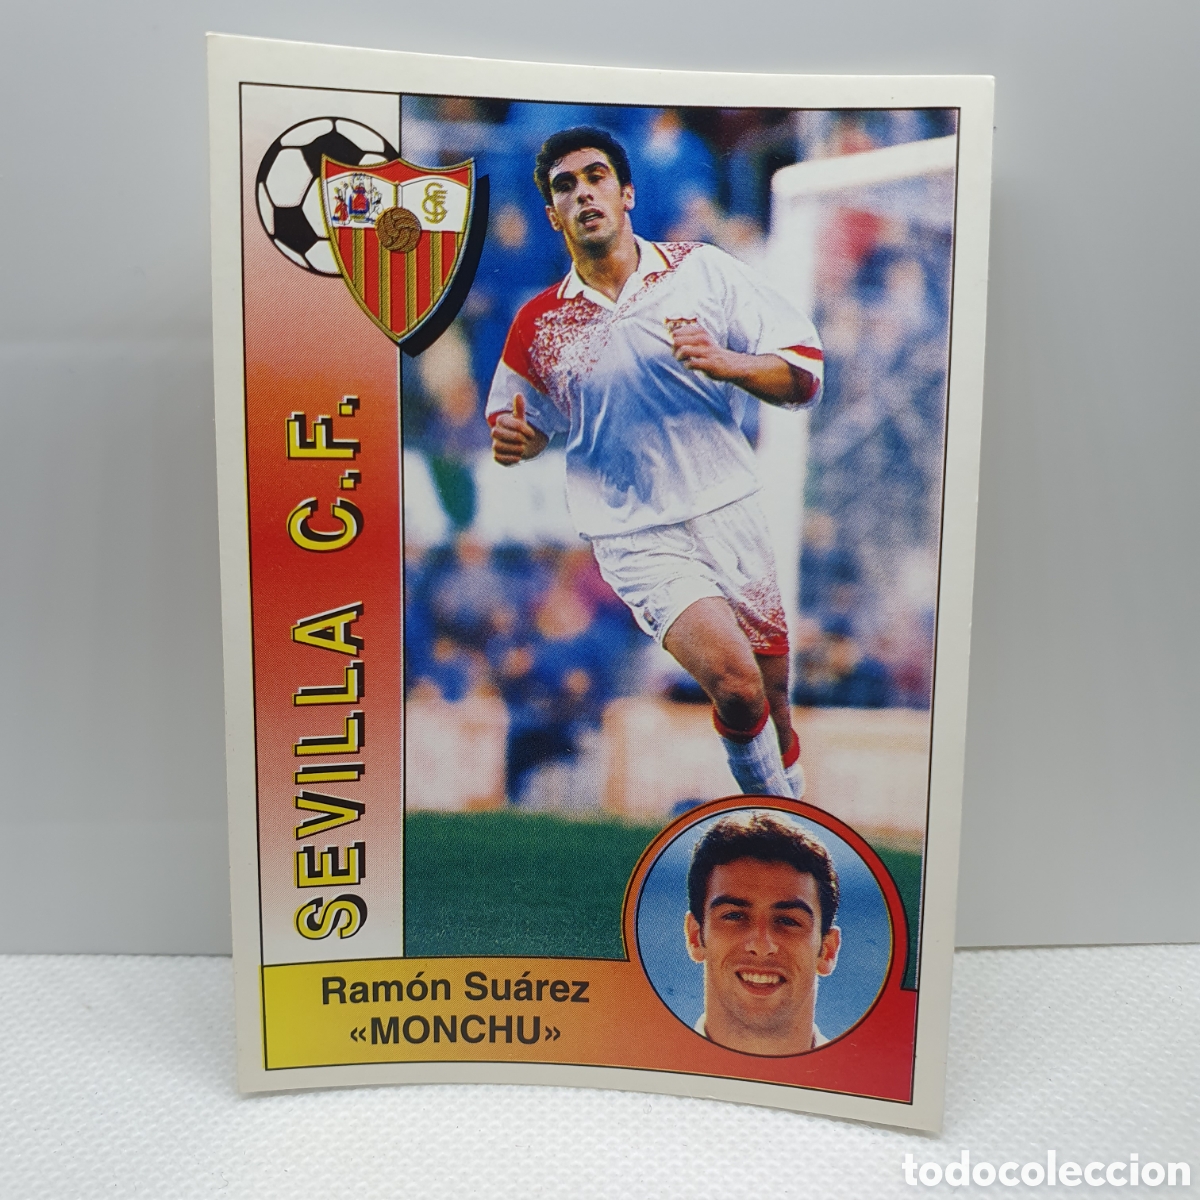 SEVILLA C.F.
Ramón Suárez
«MONCHU»
todocoleccion